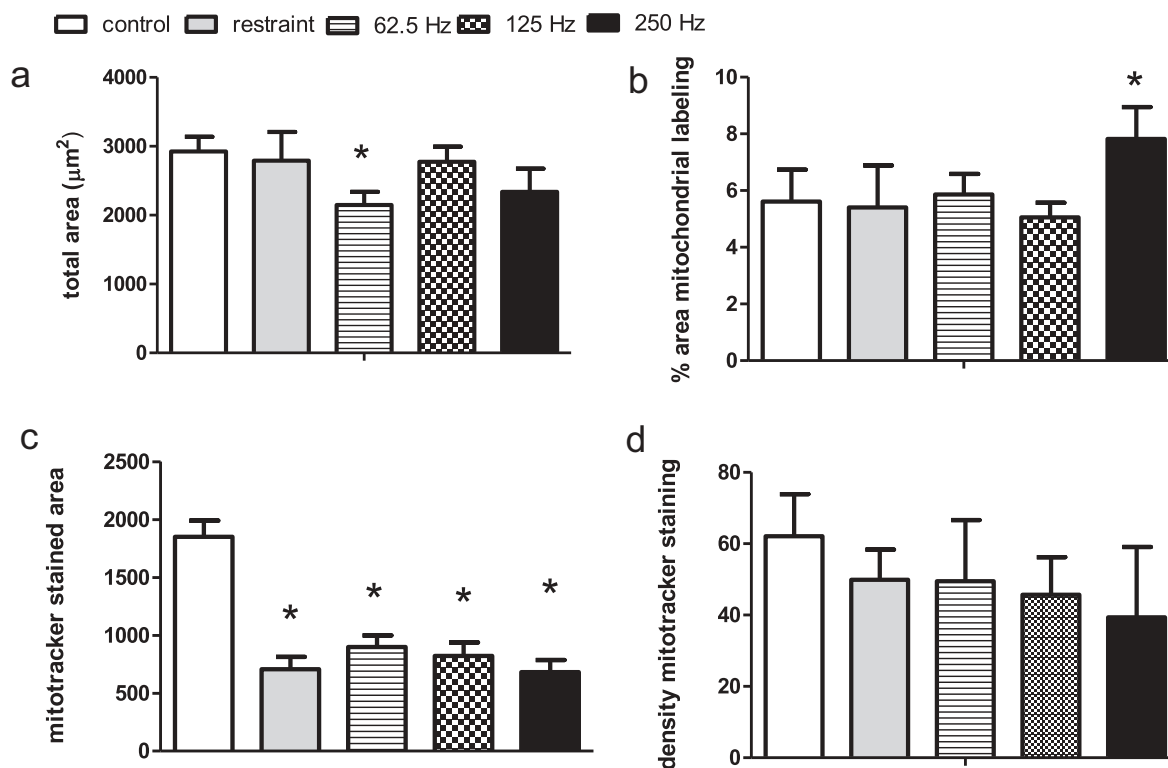 control restraint 62.5 Hz 125 Hz 250 Hz
a
total area (μm²)
4000
3000
2000
1000
0
*
b
% area mitochondrial labeling
10
8
6
4
2
0
*
c
mitotracker stained area
2500
2000
1500
1000
500
0
* * * *
d
density mitotracker staining
80
60
40
20
0